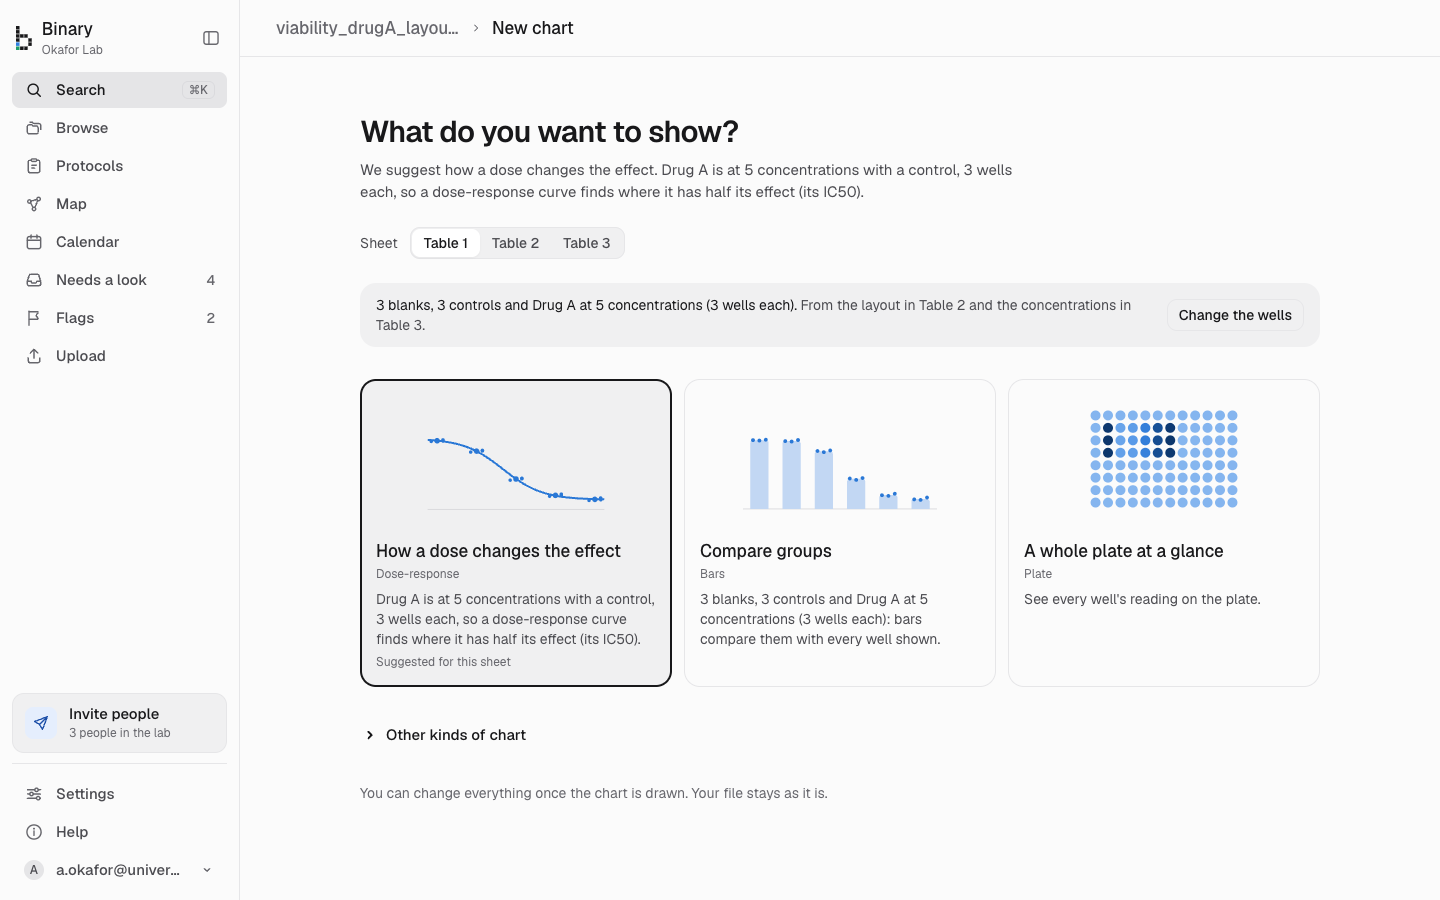 Binary
Okafor Lab
Search
⌘K
Browse
Protocols
Map
Calendar
Needs a look
4
Flags
2
Upload
Invite people
3 people in the lab
Settings
Help
A
a.okafor@univer...
viabilit​y_drugA_layou...
New chart
What do you want to show?
We suggest how a dose changes the effect. Drug A is at 5 concentrations with a control, 3 wells
each, so a dose-response curve finds where it has half its effect (its IC50).
Sheet
Table 1
Table 2
Table 3
3 blanks, 3 controls and Drug A at 5 concentrations (3 wells each). From the layout in Table 2 and the concentrations in
Table 3.
Change the wells
How a dose changes the effect
Dose-response
Drug A is at 5 concentrations with a control,
3 wells each, so a dose-response curve
finds where it has half its effect (its IC50).
Suggested for this sheet
Compare groups
Bars
3 blanks, 3 controls and Drug A at 5
concentrations (3 wells each): bars
compare them with every well shown.
A whole plate at a glance
Plate
See every well's reading on the plate.
Other kinds of chart
You can change everything once the chart is drawn. Your file stays as it is.